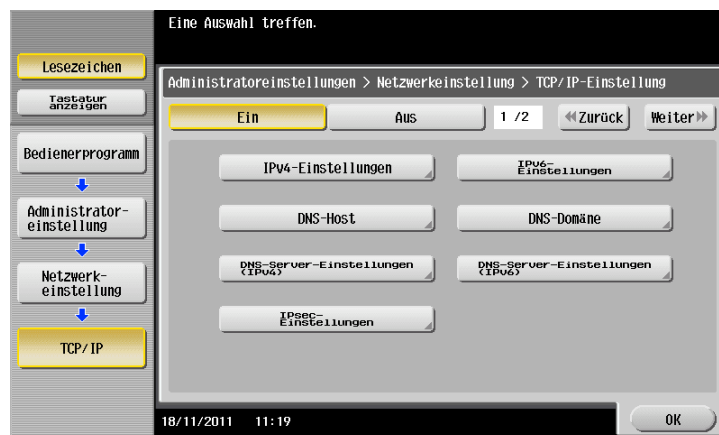 Eine Auswahl treffen.
Lesezeichen
Tastatur
anzeigen
Administratoreinstellungen > Netzwerkeinstellung > TCP/IP-Einstellung
Ein
Aus
1 /2
Zurück
Weiter
Bedienerprogramm
Administrator-
einstellung
Netzwerk-
einstellung
TCP/IP
IPv4-Einstellungen
IPv6-
Einstellungen
DNS-Host
DNS-Domäne
DNS-Server-Einstellungen
(IPv4)
DNS-Server-Einstellungen
(IPv6)
IPsec-
Einstellungen
18/11/2011 11:19
OK